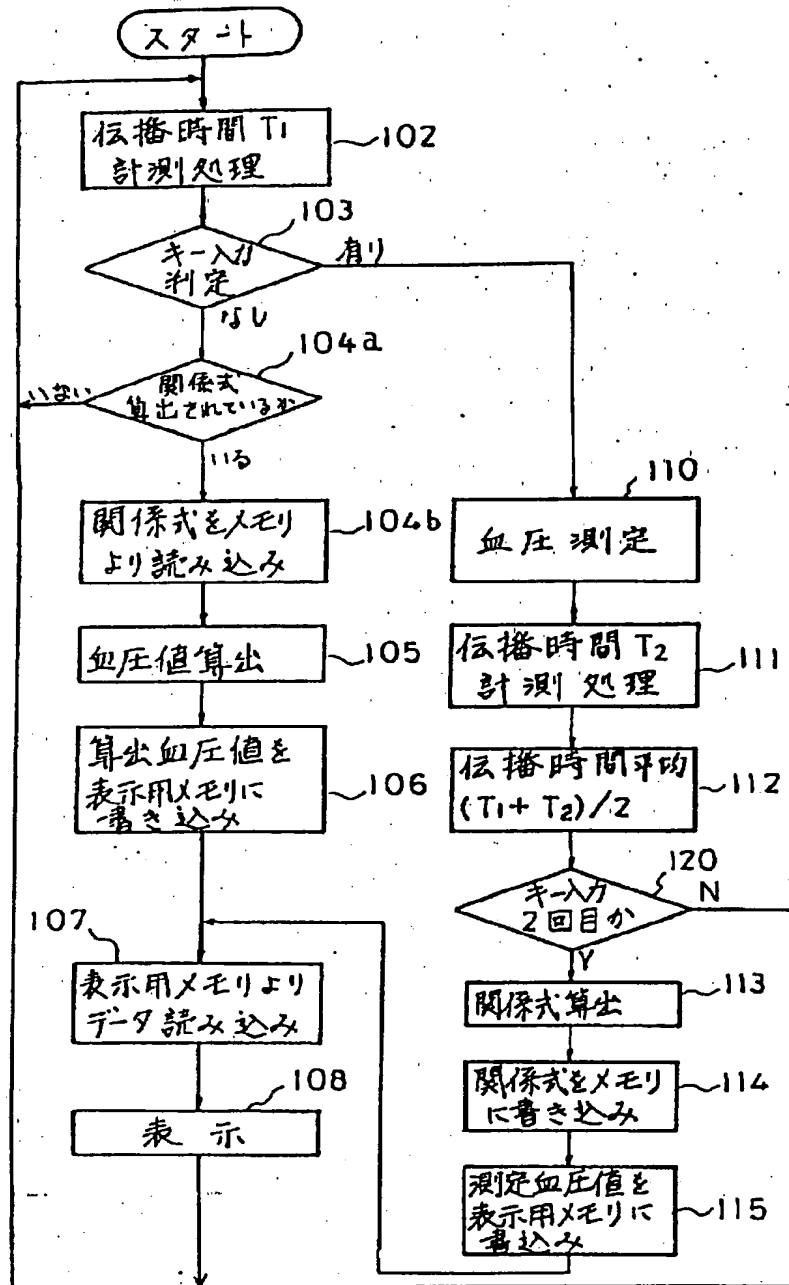 スタート
伝播時間 T1
計測処理
102
103
キー入力
判定
有り
なし
104a
関係式
算出されているか
いない
いる
関係式をメモリ
より読み込み
104b
血圧値算出
105
算出血圧値を
表示用メモリに
書き込み
106
107
表示用メモリより
データ読み込み
108
表示
110
血圧測定
伝播時間 T2
計測処理
111
伝播時間平均
(T1+T2)/2
112
120
キー入力
2回目か
N
Y
関係式算出
113
関係式をメモリ
に書き込み
114
測定血圧値を
表示用メモリに
書込み
115